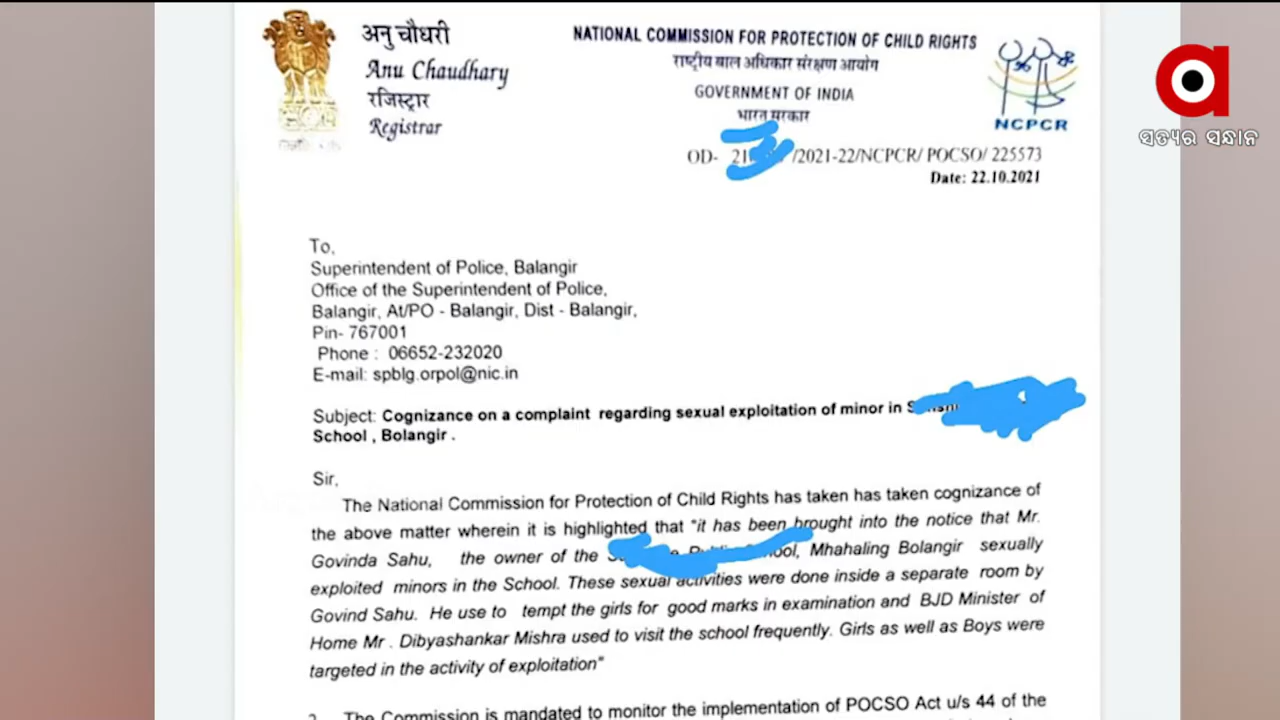 अनु चौधरी
Anu Chaudhary
रजिस्ट्रार
Registrar
NATIONAL COMMISSION FOR PROTECTION OF CHILD RIGHTS
राष्ट्रीय बाल अधिकार संरक्षण आयोग
GOVERNMENT OF INDIA
भारत सरकार
NCPCR
ସତ୍ୟର ସନ୍ଧାନ
OD- 21 /2021-22/NCPCR/ POCSO/ 225573
Date: 22.10.2021
To,
Superintendent of Police, Balangir
Office of the Superintendent of Police,
Balangir, At/PO - Balangir, Dist - Balangir,
Pin- 767001
Phone : 06652-232020
E-mail: spblg.orpol@nic.in
Subject: Cognizance on a complaint regarding sexual exploitation of minor in
School , Bolangir .
Sir,
The National Commission for Protection of Child Rights has taken has taken cognizance of
the above matter wherein it is highlighted that "it has been brought into the notice that Mr.
Govinda Sahu, the owner of the Mhahaling Bolangir sexually
exploited minors in the School. These sexual activities were done inside a separate room by
Govind Sahu. He use to tempt the girls for good marks in examination and BJD Minister of
Home Mr . Dibyashankar Mishra used to visit the school frequently. Girls as well as Boys were
targeted in the activity of exploitation"
The Commission is mandated to monitor the implementation of POCSO Act u/s 44 of the